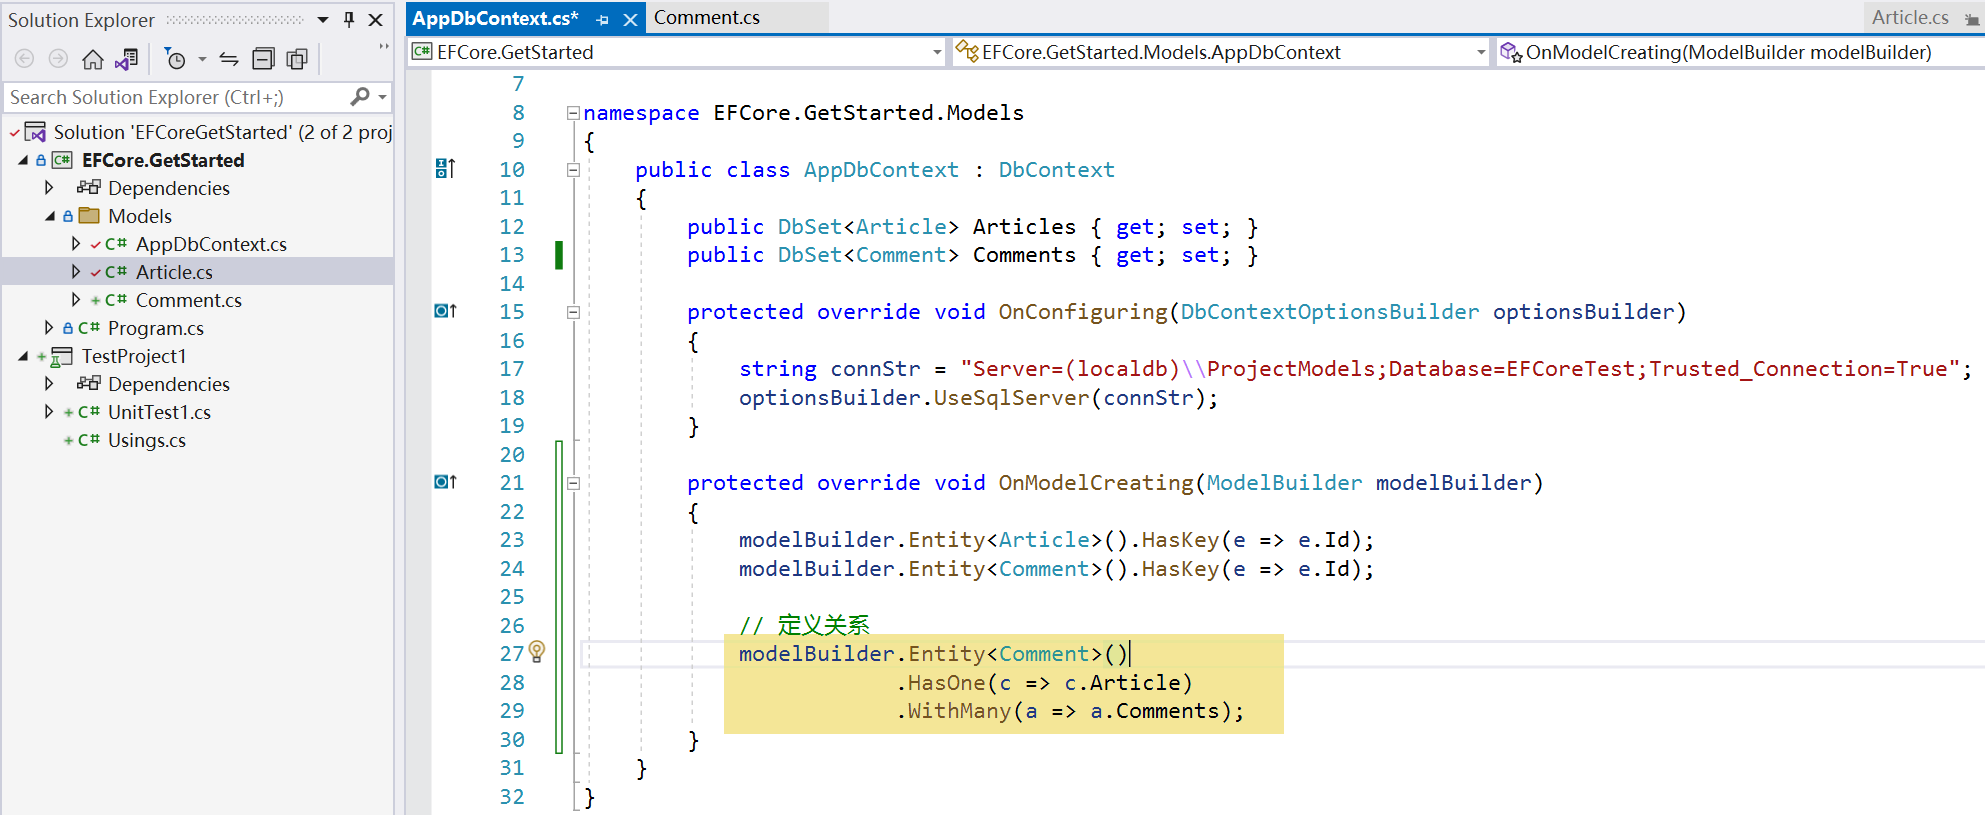 Solution Explorer
Search Solution Explorer (Ctrl+;)
Solution 'EFCoreGetStarted' (2 of 2 proj
EFCore.GetStarted
Dependencies
Models
C# AppDbContext.cs
C# Article.cs
C# Comment.cs
C# Program.cs
TestProject1
Dependencies
C# UnitTest1.cs
C# Usings.cs
AppDbContext.cs*
Comment.cs
Article.cs
C# EFCore.GetStarted
EFCore.GetStarted.Models.AppDbContext
OnModelCreating(ModelBuilder modelBuilder)
7
8 namespace EFCore.GetStarted.Models
9 {
10 public class AppDbContext : DbContext
11 {
12 public DbSet<Article> Articles { get; set; }
13 public DbSet<Comment> Comments { get; set; }
14
15 protected override void OnConfiguring(DbContextOptionsBuilder optionsBuilder)
16 {
17 string connStr = "Server=(localdb)\\ProjectModels;Database=EFCoreTest;Trusted_Connection=True";
18 optionsBuilder.UseSqlServer(connStr);
19 }
20
21 protected override void OnModelCreating(ModelBuilder modelBuilder)
22 {
23 modelBuilder.Entity<Article>().HasKey(e => e.Id);
24 modelBuilder.Entity<Comment>().HasKey(e => e.Id);
25
26 // 定义关系
27 modelBuilder.Entity<Comment>()
28 .HasOne(c => c.Article)
29 .WithMany(a => a.Comments);
30 }
31 }
32 }